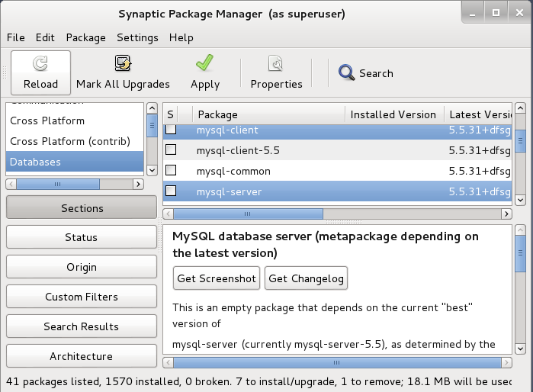 Synaptic Package Manager (as superuser)
File Edit Package Settings Help
Reload Mark All Upgrades Apply Properties Search
Cross Platform
Cross Platform (contrib)
Databases
S Package Installed Version Latest Versi
mysql-client 5.5.31+dfsg
mysql-client-5.5 5.5.31+dfsg
mysql-common 5.5.31+dfsg
mysql-server 5.5.31+dfsg
Sections
Status
Origin
Custom Filters
Search Results
Architecture
MySQL database server (metapackage depending on
the latest version)
Get Screenshot Get Changelog
This is an empty package that depends on the current "best"
version of
mysql-server (currently mysql-server-5.5), as determined by the
41 packages listed, 1570 installed, 0 broken. 7 to install/upgrade, 1 to remove; 18.1 MB will be used